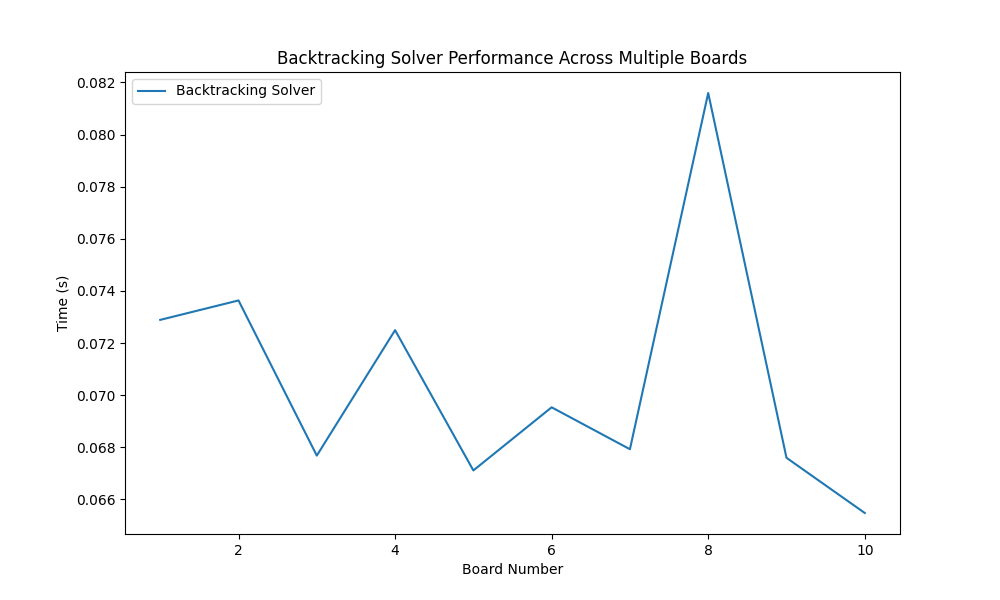 Backtracking Solver Performance Across Multiple Boards
Backtracking Solver
0.082
0.080
0.078
0.076
0.074
0.072
0.070
0.068
0.066
Time (s)
2 4 6 8 10
Board Number